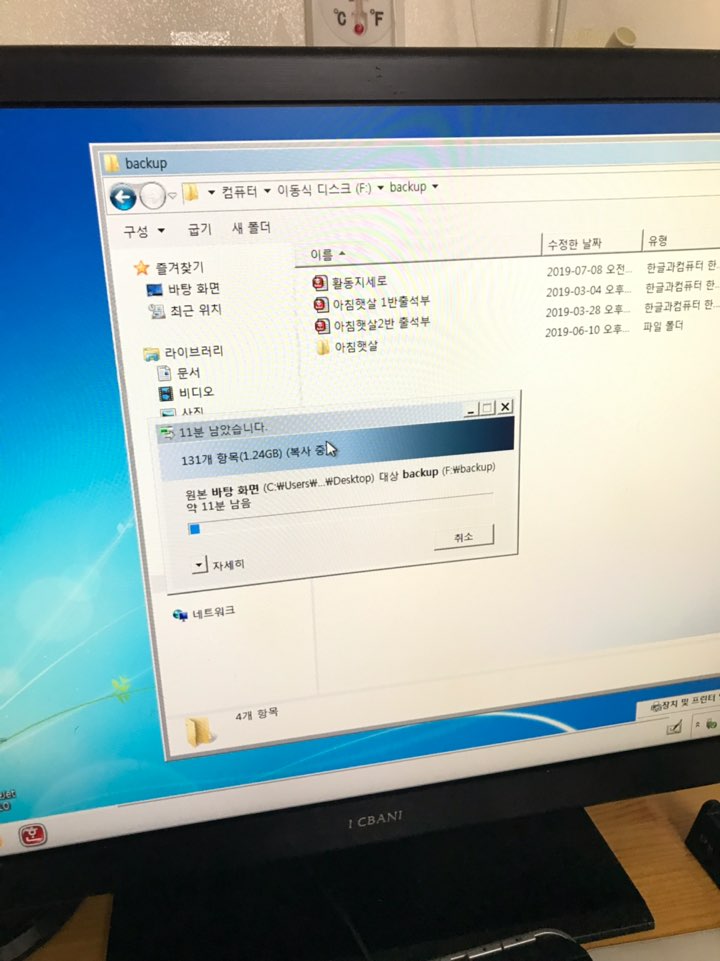 °C °F
backup
컴퓨터 이동식 디스크 (F:) backup
구성 굽기 새 폴더
이름 수정한 날짜 유형
즐겨찾기
바탕 화면
최근 위치
라이브러리
문서
비디오
사진
활동지세로 2019-07-08 오전... 한글과컴퓨터 한...
아침햇살 1반출석부 2019-03-04 오후... 한글과컴퓨터 한...
아침햇살2반 출석부 2019-03-28 오후... 한글과컴퓨터 한...
아침햇살 2019-06-10 오후... 파일 폴더
11분 남았습니다.
131개 항목(1.24GB) (복사 중
원본 바탕 화면 (C:₩Users₩...₩Desktop) 대상 backup (F:₩backup)
약 11분 남음
취소
자세히
네트워크
4개 항목
장치 및 프린터
한
I CBANI